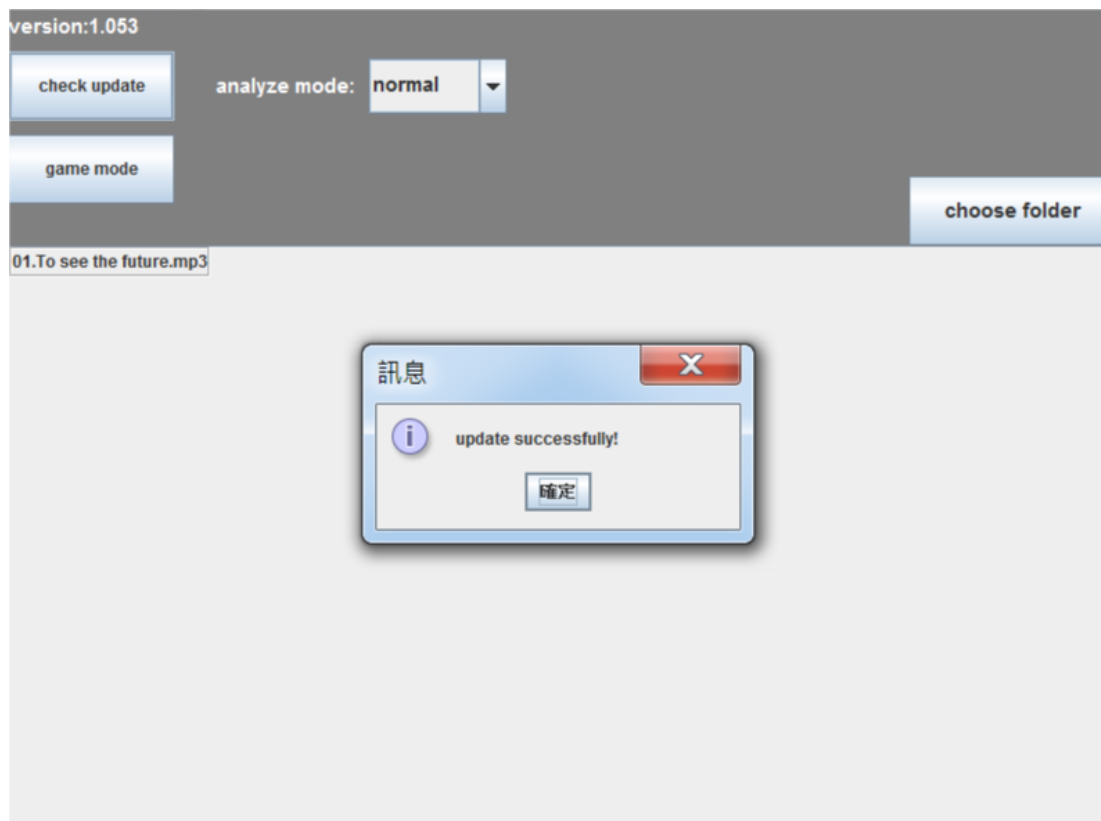 version:1.053
check update
analyze mode:
normal
game mode
choose folder
01.To see the future.mp3
訊息
update successfully!
確定